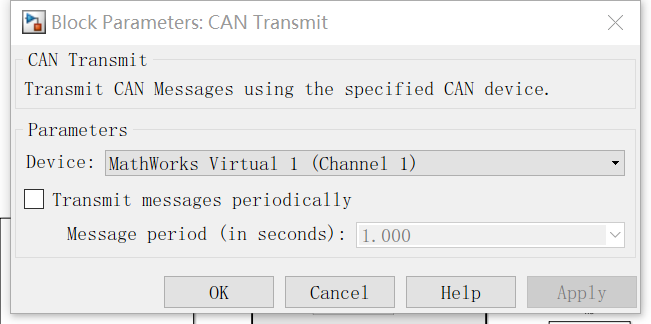 Block Parameters: CAN Transmit
CAN Transmit
Transmit CAN Messages using the specified CAN device.
Parameters
Device: MathWorks Virtual 1 (Channel 1)
Transmit messages periodically
Message period (in seconds): 1.000
OK Cancel Help Apply